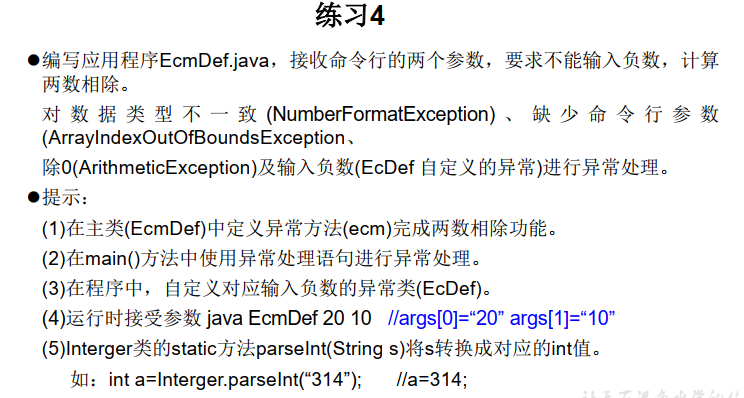 练习4
●编写应用程序EcmDef.java，接收命令行的两个参数，要求不能输入负数，计算
两数相除。
对数据类型不一致(NumberFormatException)、缺少命令行参数
(ArrayIndexOutOfBoundsException、
除0(ArithmeticException)及输入负数(EcDef 自定义的异常)进行异常处理。
●提示：
(1)在主类(EcmDef)中定义异常方法(ecm)完成两数相除功能。
(2)在main()方法中使用异常处理语句进行异常处理。
(3)在程序中，自定义对应输入负数的异常类(EcDef)。
(4)运行时接受参数 java EcmDef 20 10 //args[0]=“20” args[1]=“10”
(5)Interger类的static方法parseInt(String s)将s转换成对应的int值。
如：int a=Interger.parseInt(“314”); //a=314;